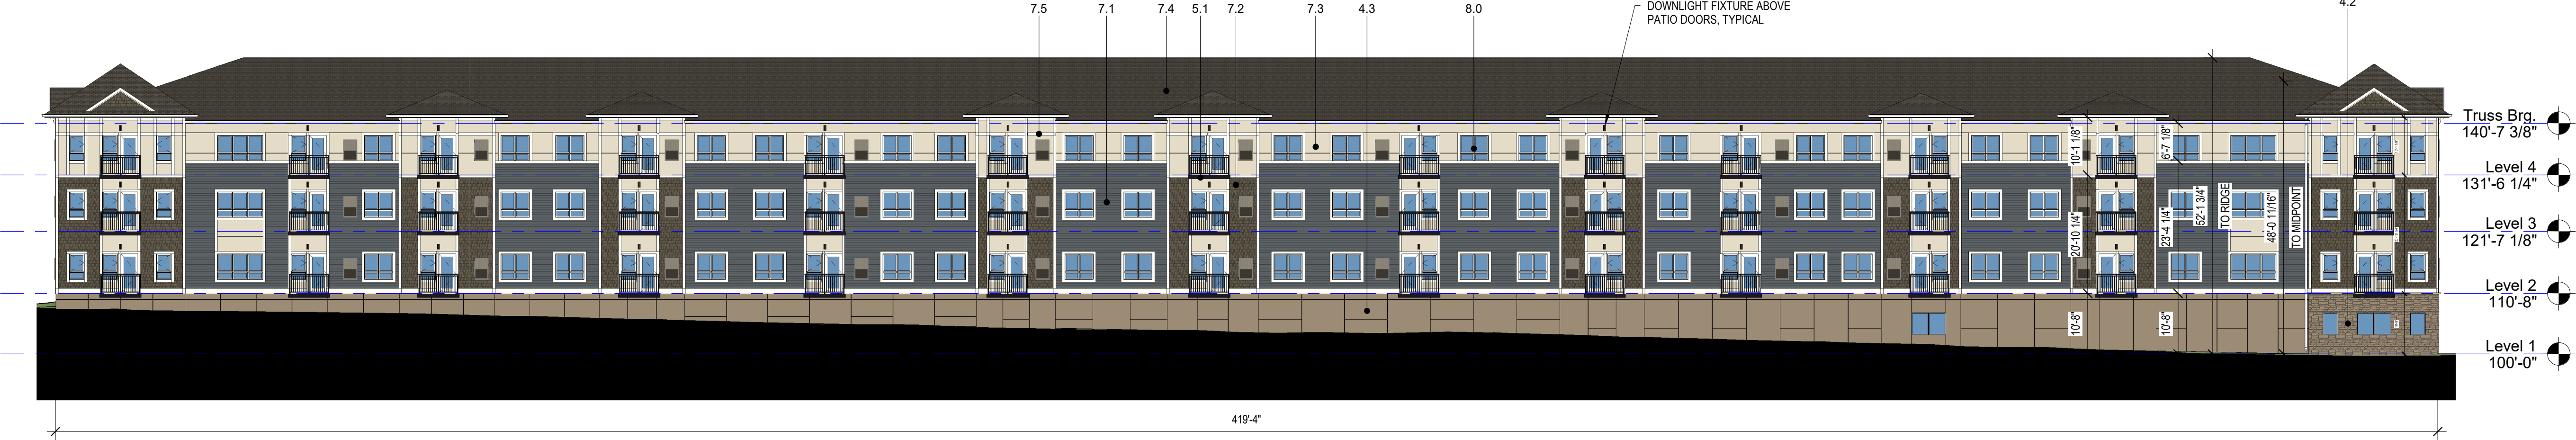 7.5
7.1
7.4
5.1
7.2
7.3
4.3
8.0
DOWNLIGHT FIXTURE ABOVE
PATIO DOORS, TYPICAL
4.2
Truss Brg.
140'-7 3/8"
Level 4
131'-6 1/4"
Level 3
121'-7 1/8"
Level 2
110'-8"
Level 1
100'-0"
10'-1 1/8"
20'-10 1/4"
10'-8"
6'-7 1/8"
23'-4 1/4"
10'-8"
52'-1 3/4"
TO RIDGE
48'-0 11/16"
TO MIDPOINT
419'-4"